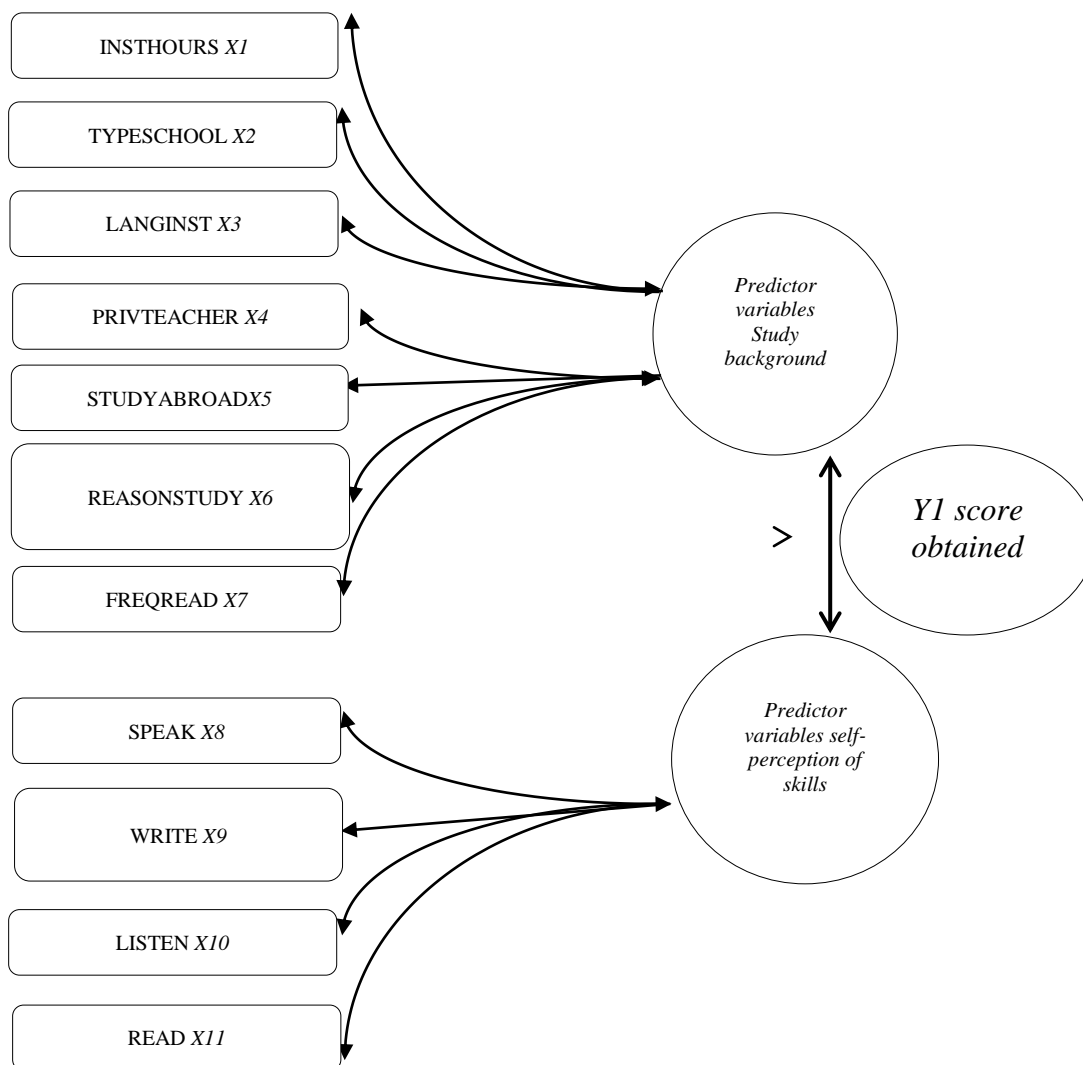 INSTHOURS X1
TYPESCHOOL X2
LANGINST X3
PRIVTEACHER X4
STUDYABROADX5
REASONSTUDY X6
FREQREAD X7
SPEAK X8
WRITE X9
LISTEN X10
READ X11
Predictor
variables
Study
background
>
Y1 score
obtained
Predictor
variables self-
perception of
skills